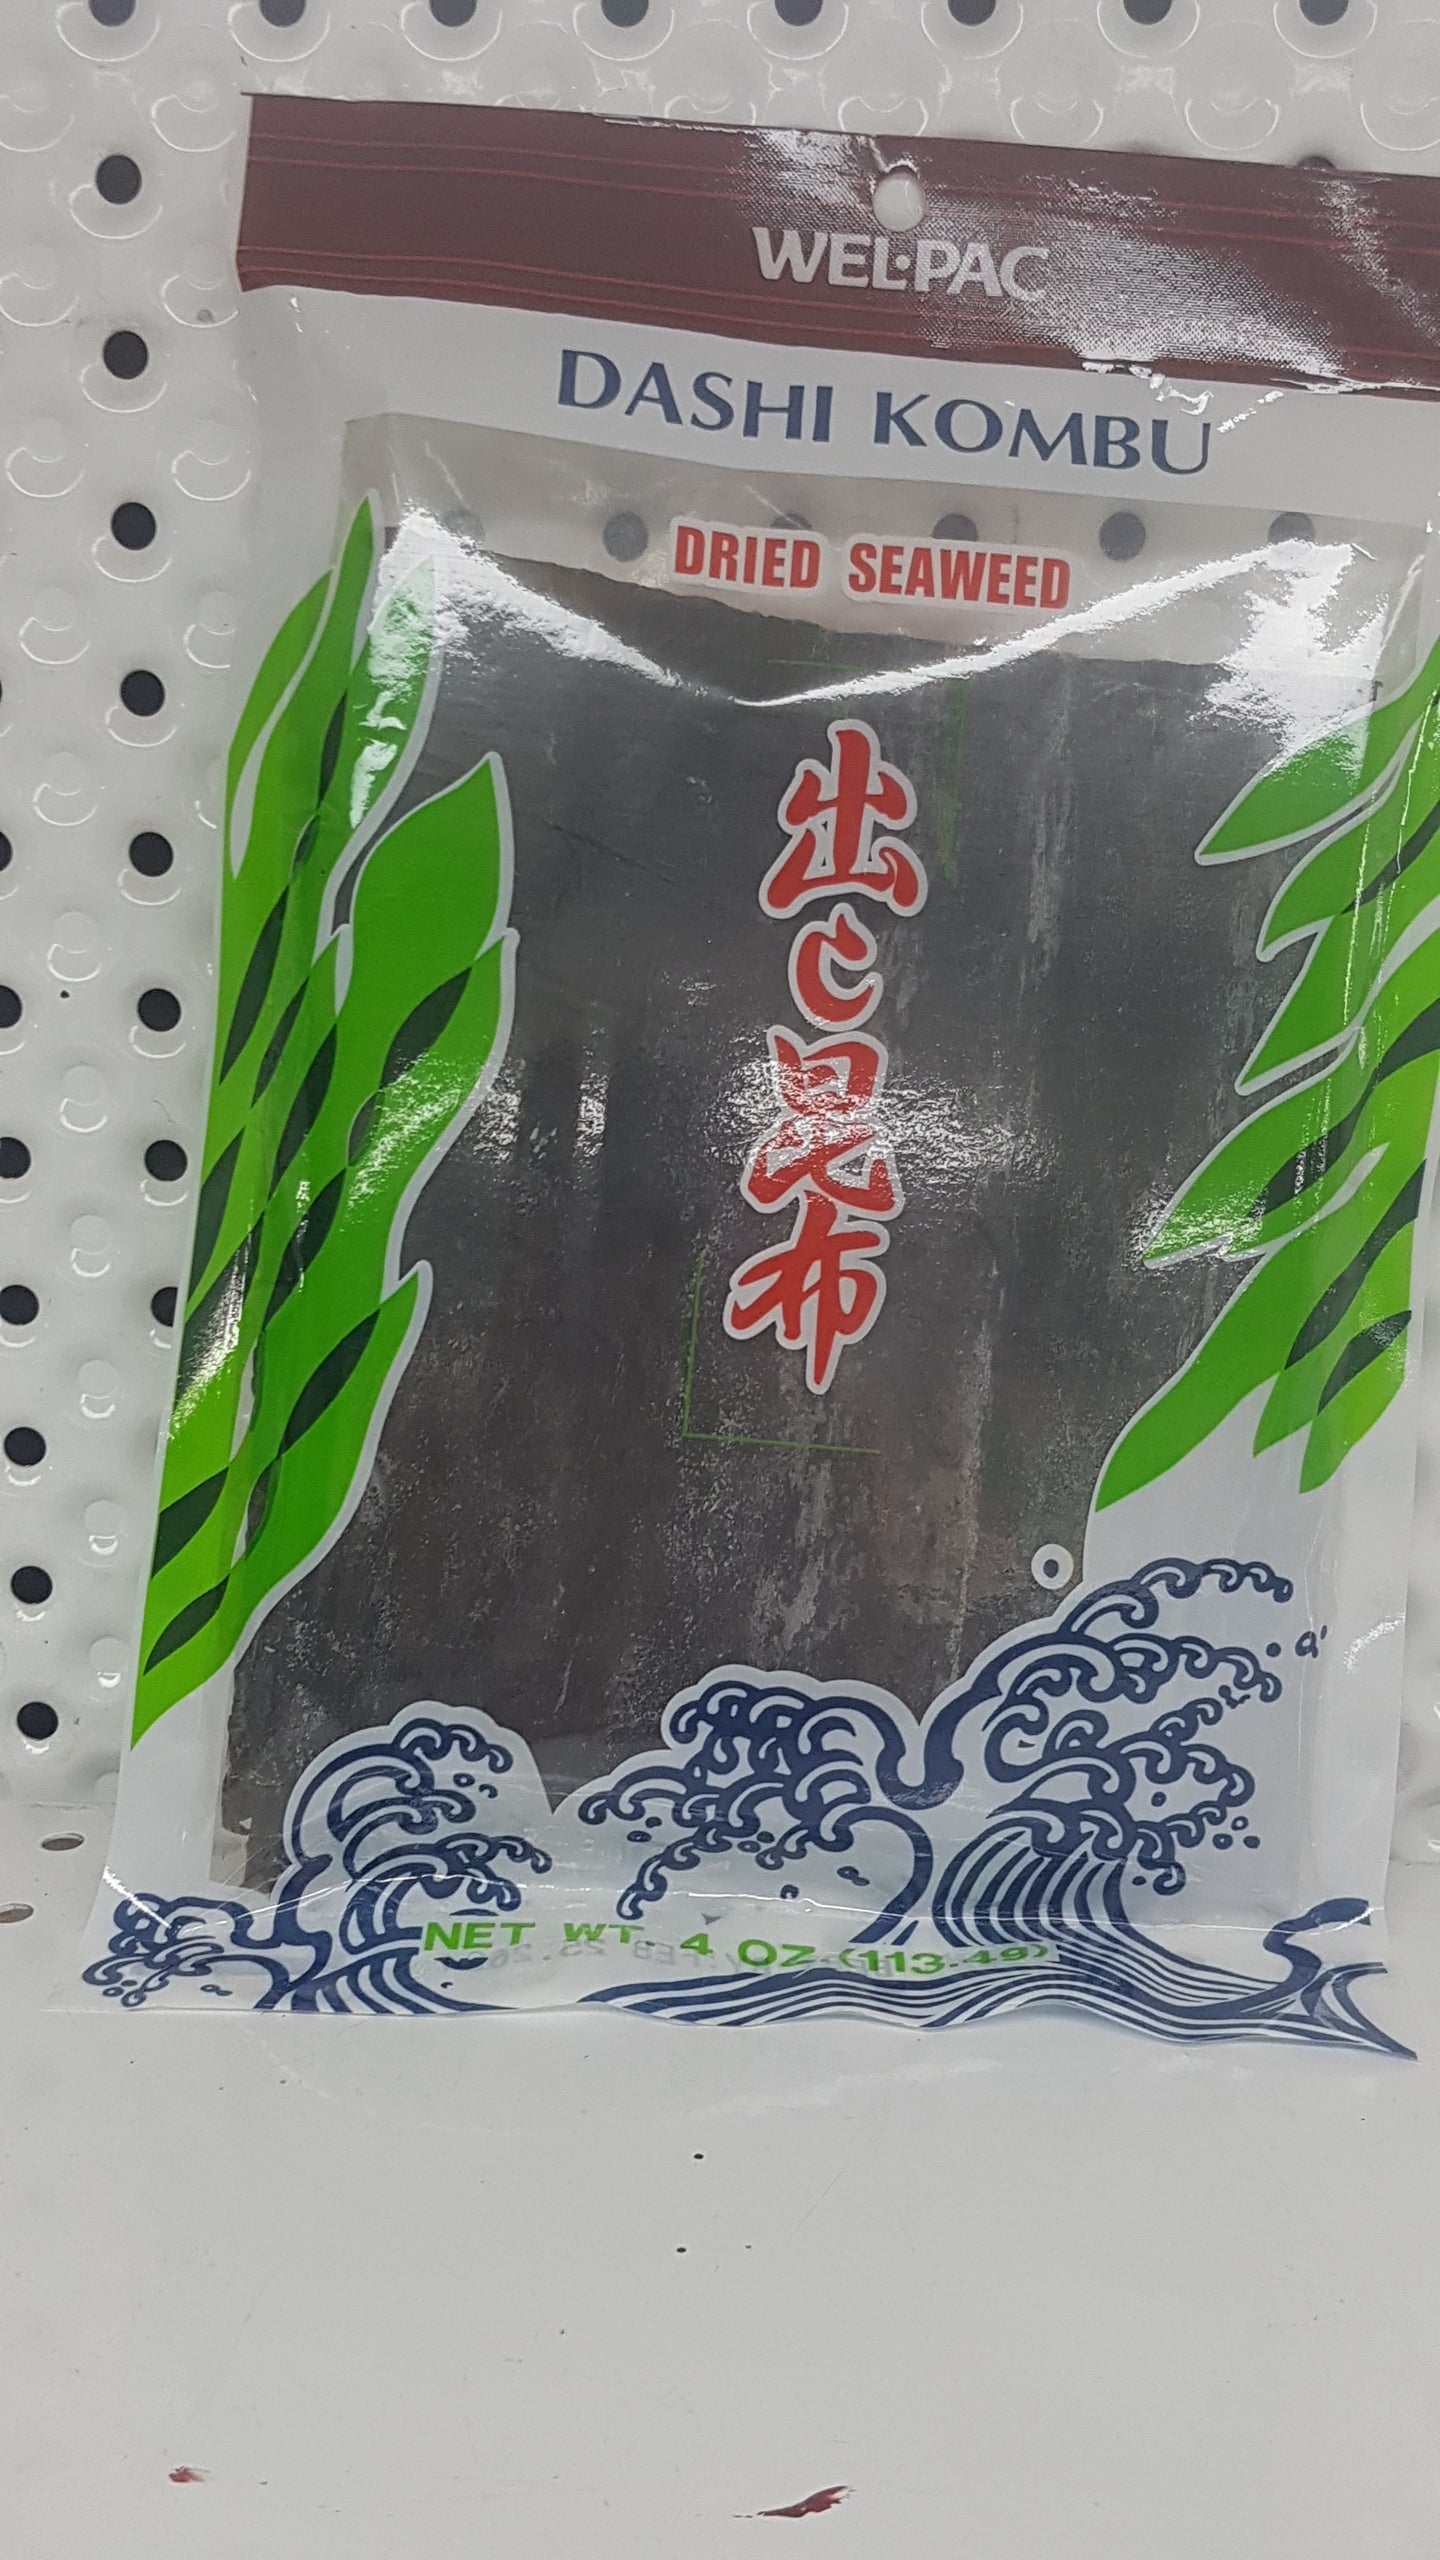 WEL·PAC
DASHI KOMBU
DRIED SEAWEED
出し昆布
NET WT. 4 OZ.(113.4g)